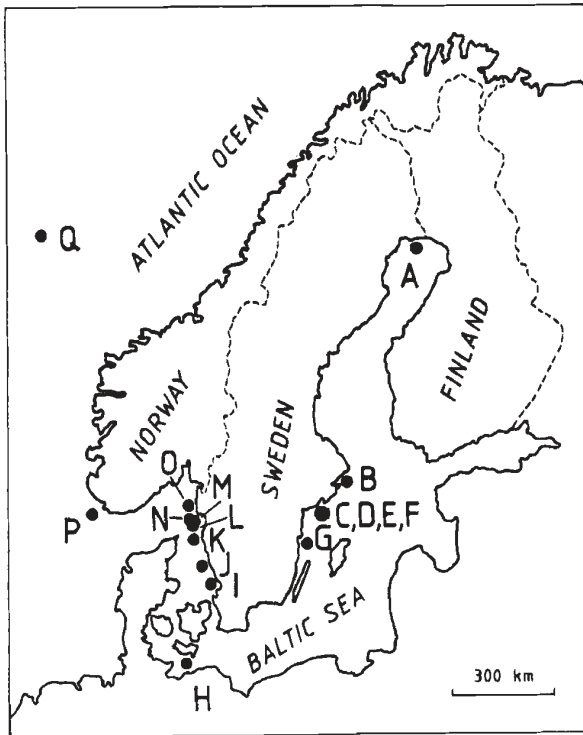 ATLANTIC OCEAN
Q
A
FINLAND
NORWAY
SWEDEN
O
M
B
P
N
L
C,D,E,F
K
G
J
I
BALTIC SEA
H
300 km